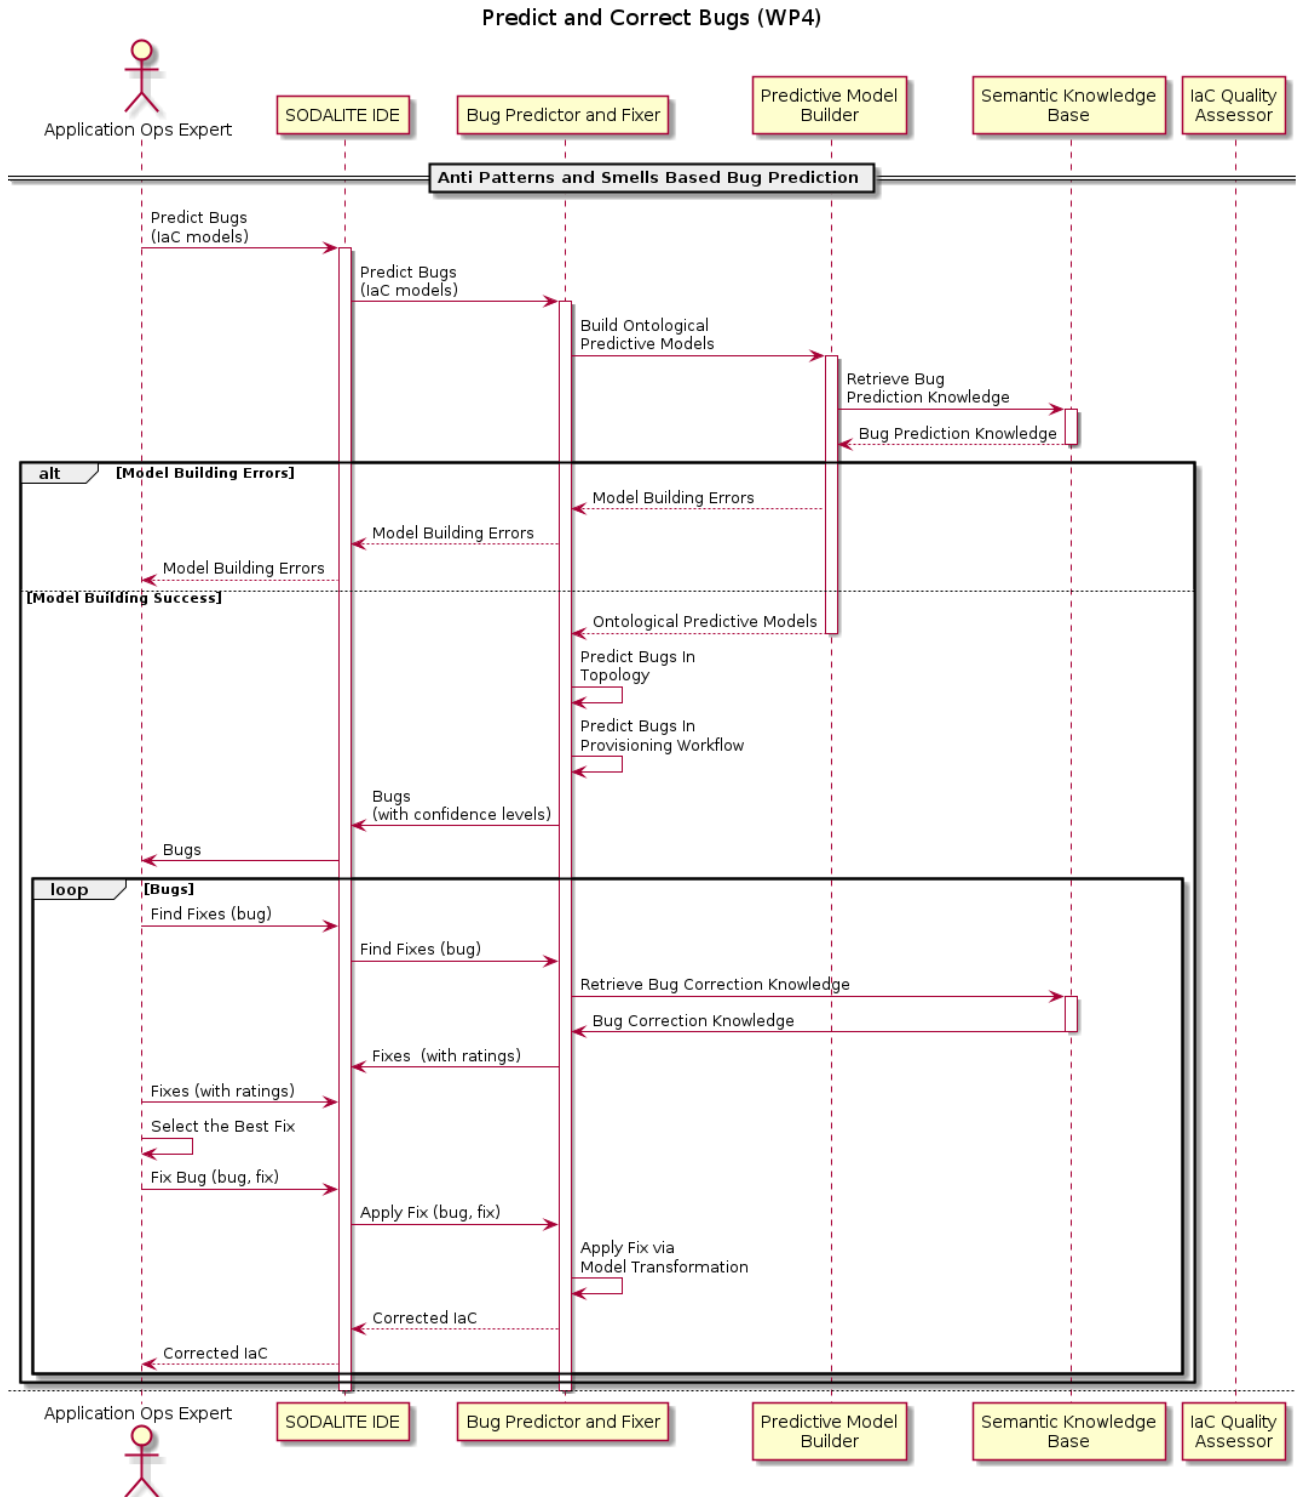 Predict and Correct Bugs (WP4)
Application Ops Expert
SODALITE IDE
Bug Predictor and Fixer
Predictive Model
Builder
Semantic Knowledge
Base
IaC Quality
Assessor
Anti Patterns and Smells Based Bug Prediction
Predict Bugs
(IaC models)
Predict Bugs
(IaC models)
Build Ontological
Predictive Models
Retrieve Bug
Prediction Knowledge
Bug Prediction Knowledge
alt
[Model Building Errors]
Model Building Errors
Model Building Errors
Model Building Errors
[Model Building Success]
Ontological Predictive Models
Predict Bugs In
Topology
Predict Bugs In
Provisioning Workflow
Bugs
(with confidence levels)
Bugs
loop
[Bugs]
Find Fixes (bug)
Find Fixes (bug)
Retrieve Bug Correction Knowledge
Bug Correction Knowledge
Fixes  (with ratings)
Fixes (with ratings)
Select the Best Fix
Fix Bug (bug, fix)
Apply Fix (bug, fix)
Apply Fix via
Model Transformation
Corrected IaC
Corrected IaC
Application Ops Expert
SODALITE IDE
Bug Predictor and Fixer
Predictive Model
Builder
Semantic Knowledge
Base
IaC Quality
Assessor